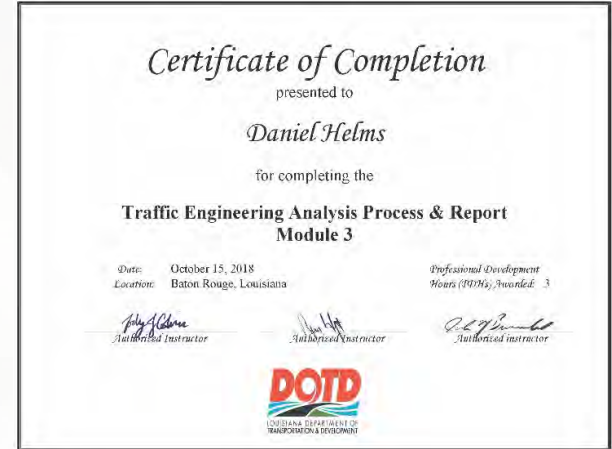 Certificate of Completion
presented to
Daniel Helms
for completing the
Traffic Engineering Analysis Process & Report
Module 3
Date: October 15, 2018
Location: Baton Rouge, Louisiana
Professional Development
Hours (PDHs) Awarded: 3
Authorized Instructor
Authorized Instructor
Authorized instructor
DOTD
LOUISIANA DEPARTMENT OF
TRANSPORTATION & DEVELOPMENT